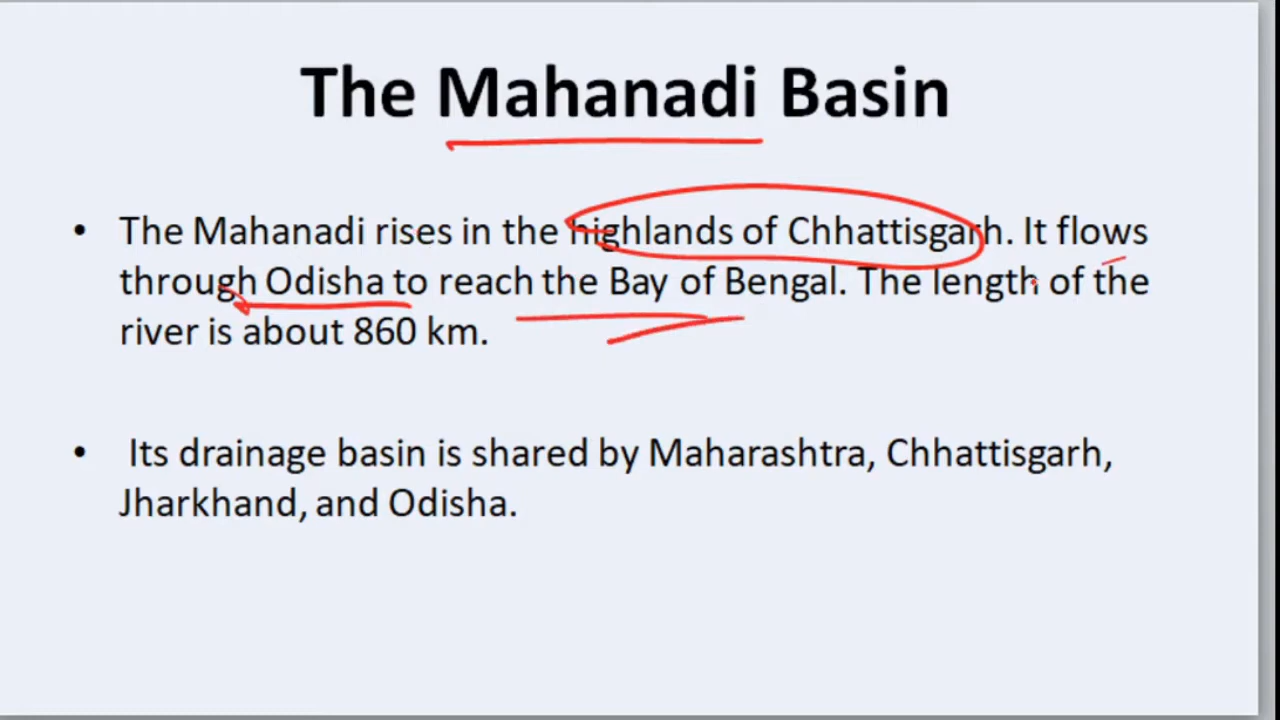 The Mahanadi Basin
• The Mahanadi rises in the highlands of Chhattisgarh. It flows
through Odisha to reach the Bay of Bengal. The length of the
river is about 860 km.
• Its drainage basin is shared by Maharashtra, Chhattisgarh,
Jharkhand, and Odisha.